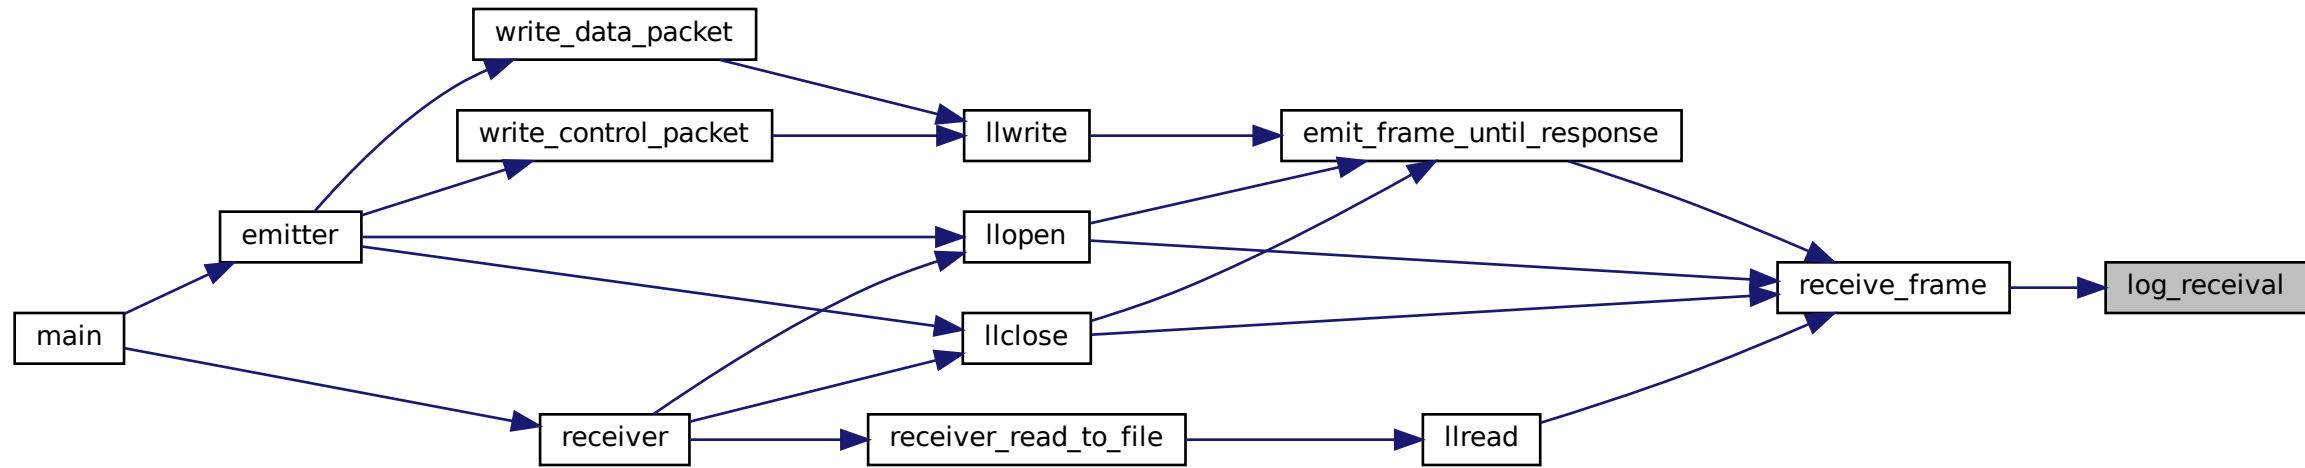 write_data_packet
write_control_packet
llwrite
emit_frame_until_response
emitter
llopen
receive_frame
log_receival
main
llclose
receiver
receiver_read_to_file
llread